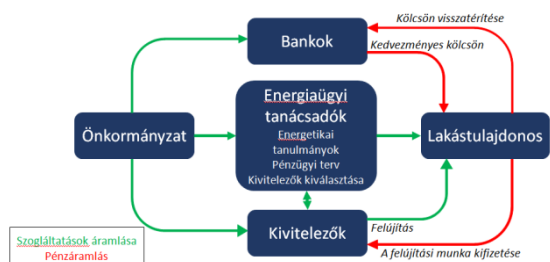 Kölcsön visszatérítése
Bankok
Kedvezményes kölcsön
Energiaügyi
tanácsadók
Energetikai
tanulmányok
Pénzügyi terv
Kivitelezők kiválasztása
Önkormányzat
Lakástulajdonos
Kivitelezők
Felújítás
A felújítási munka kifizetése
Szogláltatások áramlása
Pénzáramlás